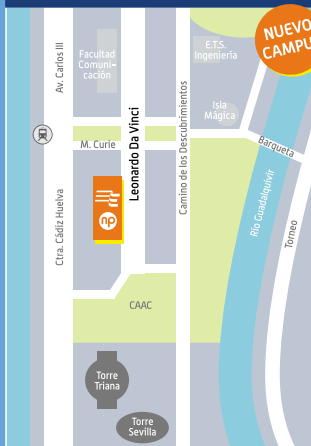 NUEVO
CAMPU
E.T.S.
Ingeniería
Av. Carlos III
Facultad
Comuni-
cación
Isla
Mágica
Leonardo Da Vinci
Camino de los Descubrimientos
M. Curie
Barqueta
Río Guadalquivir
Ctra. Cádiz Huelva
Torneo
CAAC
Torre
Triana
Torre
Sevilla